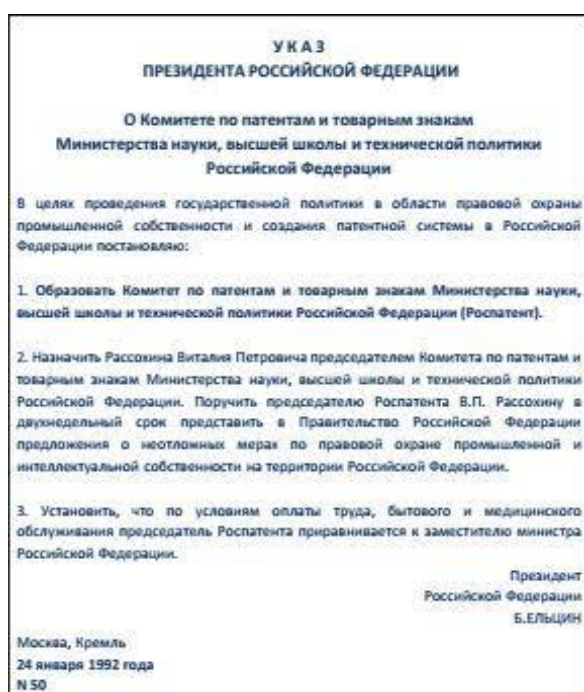 У К А З
ПРЕЗИДЕНТА РОССИЙСКОЙ ФЕДЕРАЦИИ
О Комитете по патентам и товарным знакам
Министерства науки, высшей школы и технической политики
Российской Федерации
В целях проведения государственной политики в области правовой охраны
промышленной собственности и создания патентной системы в Российской
Федерации постановляю:
1. Образовать Комитет по патентам и товарным знакам Министерства науки,
высшей школы и технической политики Российской Федерации (Роспатент).
2. Назначить Рассохина Виталия Петровича председателем Комитета по патентам и
товарным знакам Министерства науки, высшей школы и технической политики
Российской Федерации. Поручить председателю Роспатента В.П. Рассохину в
двухнедельный срок представить в Правительство Российской Федерации
предложения о неотложных мерах по правовой охране промышленной и
интеллектуальной собственности на территории Российской Федерации.
3. Установить, что по условиям оплаты труда, бытового и медицинского
обслуживания председатель Роспатента приравнивается к заместителю министра
Российской Федерации.
Президент
Российской Федерации
Б.ЕЛЬЦИН
Москва, Кремль
24 января 1992 года
N 50